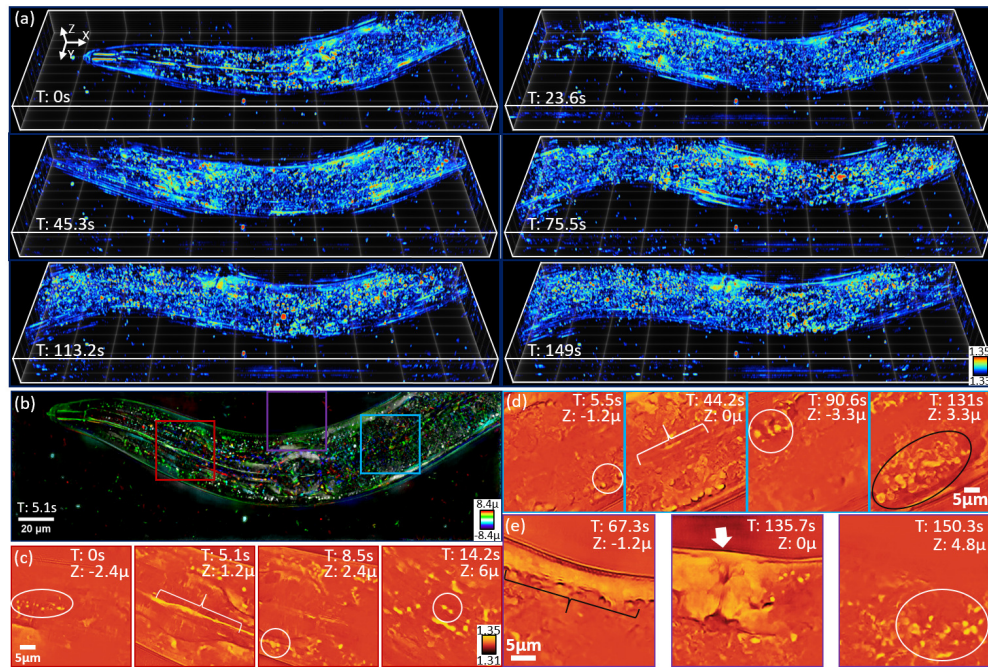 (a)
Z
X
Y
T: 0s
T: 23.6s
T: 45.3s
T: 75.5s
T: 113.2s
T: 149s
1.35
1.33
(b)
T: 5.1s
20 µm
8.4µ
-8.4µ
(c)
T: 0s
Z: -2.4µ
5µm
T: 5.1s
Z: 1.2µ
T: 8.5s
Z: 2.4µ
T: 14.2s
Z: 6µ
1.35
1.31
(d)
T: 5.5s
Z: -1.2µ
T: 44.2s
Z: 0µ
T: 90.6s
Z: -3.3µ
T: 131s
Z: 3.3µ
5µm
(e)
T: 67.3s
Z: -1.2µ
5µm
T: 135.7s
Z: 0µ
T: 150.3s
Z: 4.8µ